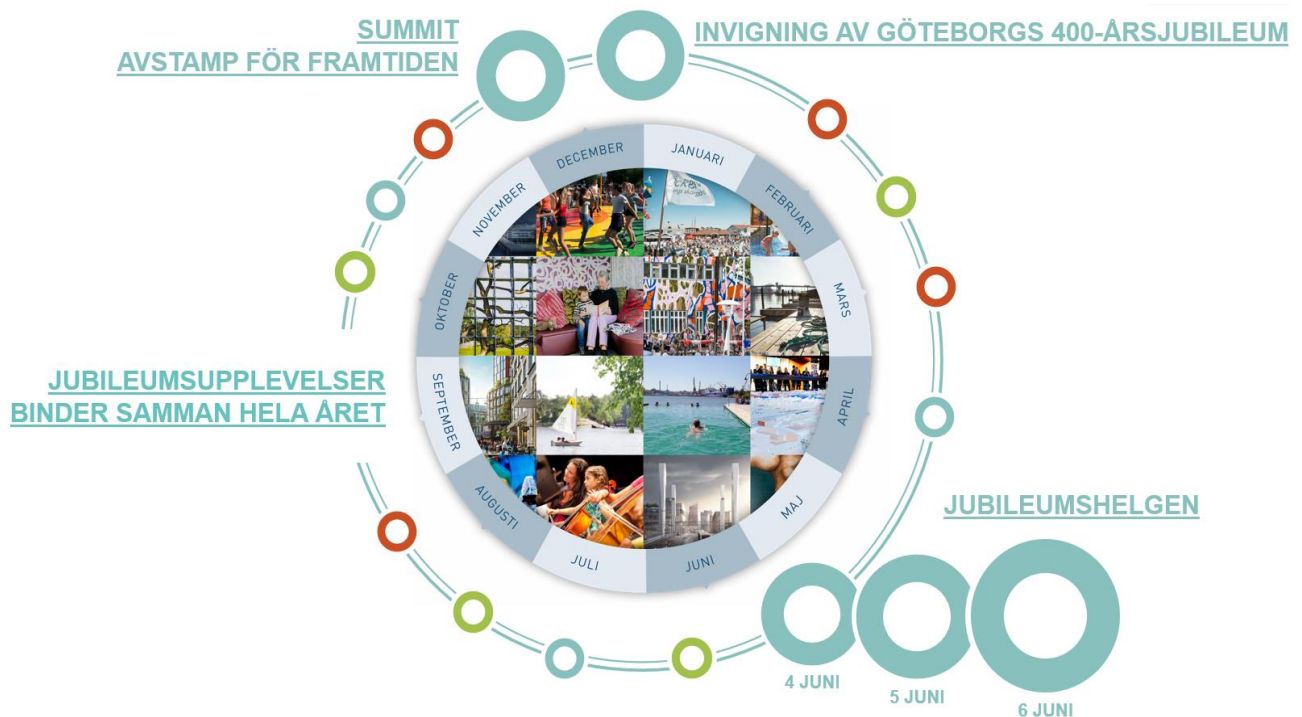 SUMMIT
AVSTAMP FÖR FRAMTIDEN
INVIGNING AV GÖTEBORGS 400-ÅRSJUBILEUM
JANUARI
FEBRUARI
MARS
APRIL
MAJ
JUNI
JULI
AUGUSTI
SEPTEMBER
OKTOBER
NOVEMBER
DECEMBER
JUBILEUMSUPPLEVELSER
BINDER SAMMAN HELA ÅRET
JUBILEUMSHELGEN
4 JUNI
5 JUNI
6 JUNI